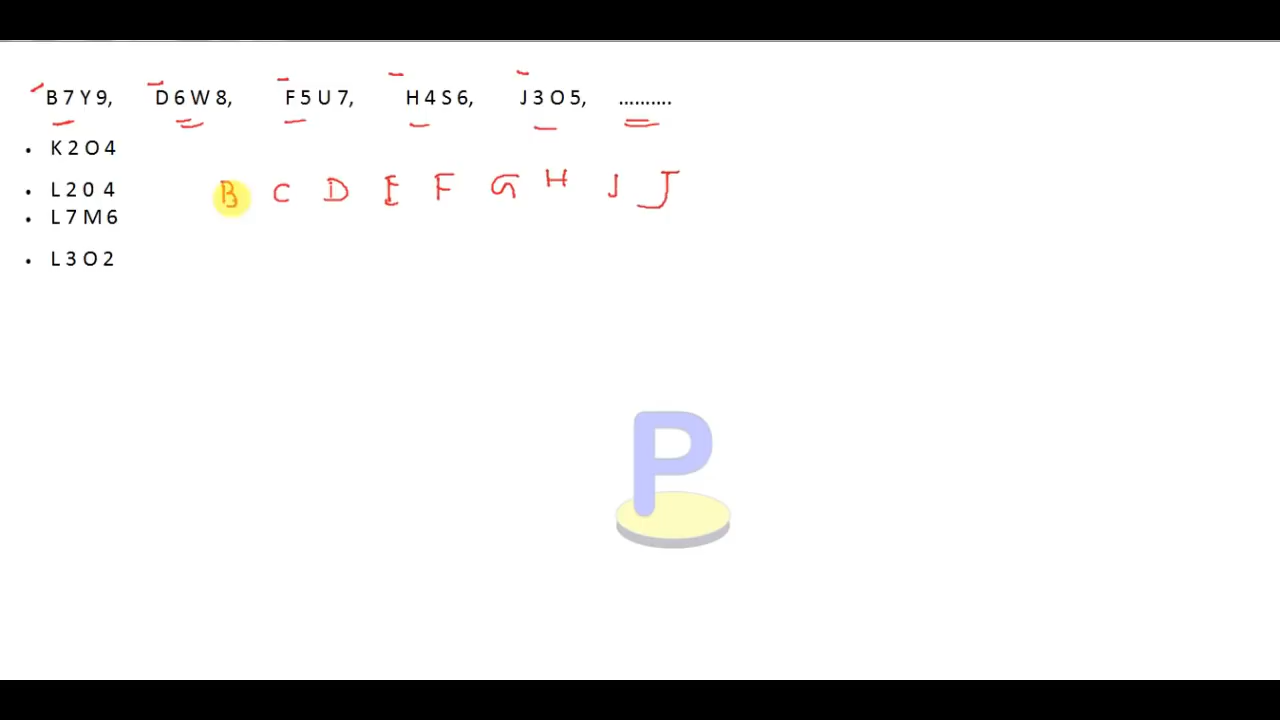 B 7 Y 9, D 6 W 8, F 5 U 7, H 4 S 6, J 3 O 5, ..........
• K 2 O 4
• L 2 0 4
• L 7 M 6
• L 3 O 2
B C D E F G H I J
P